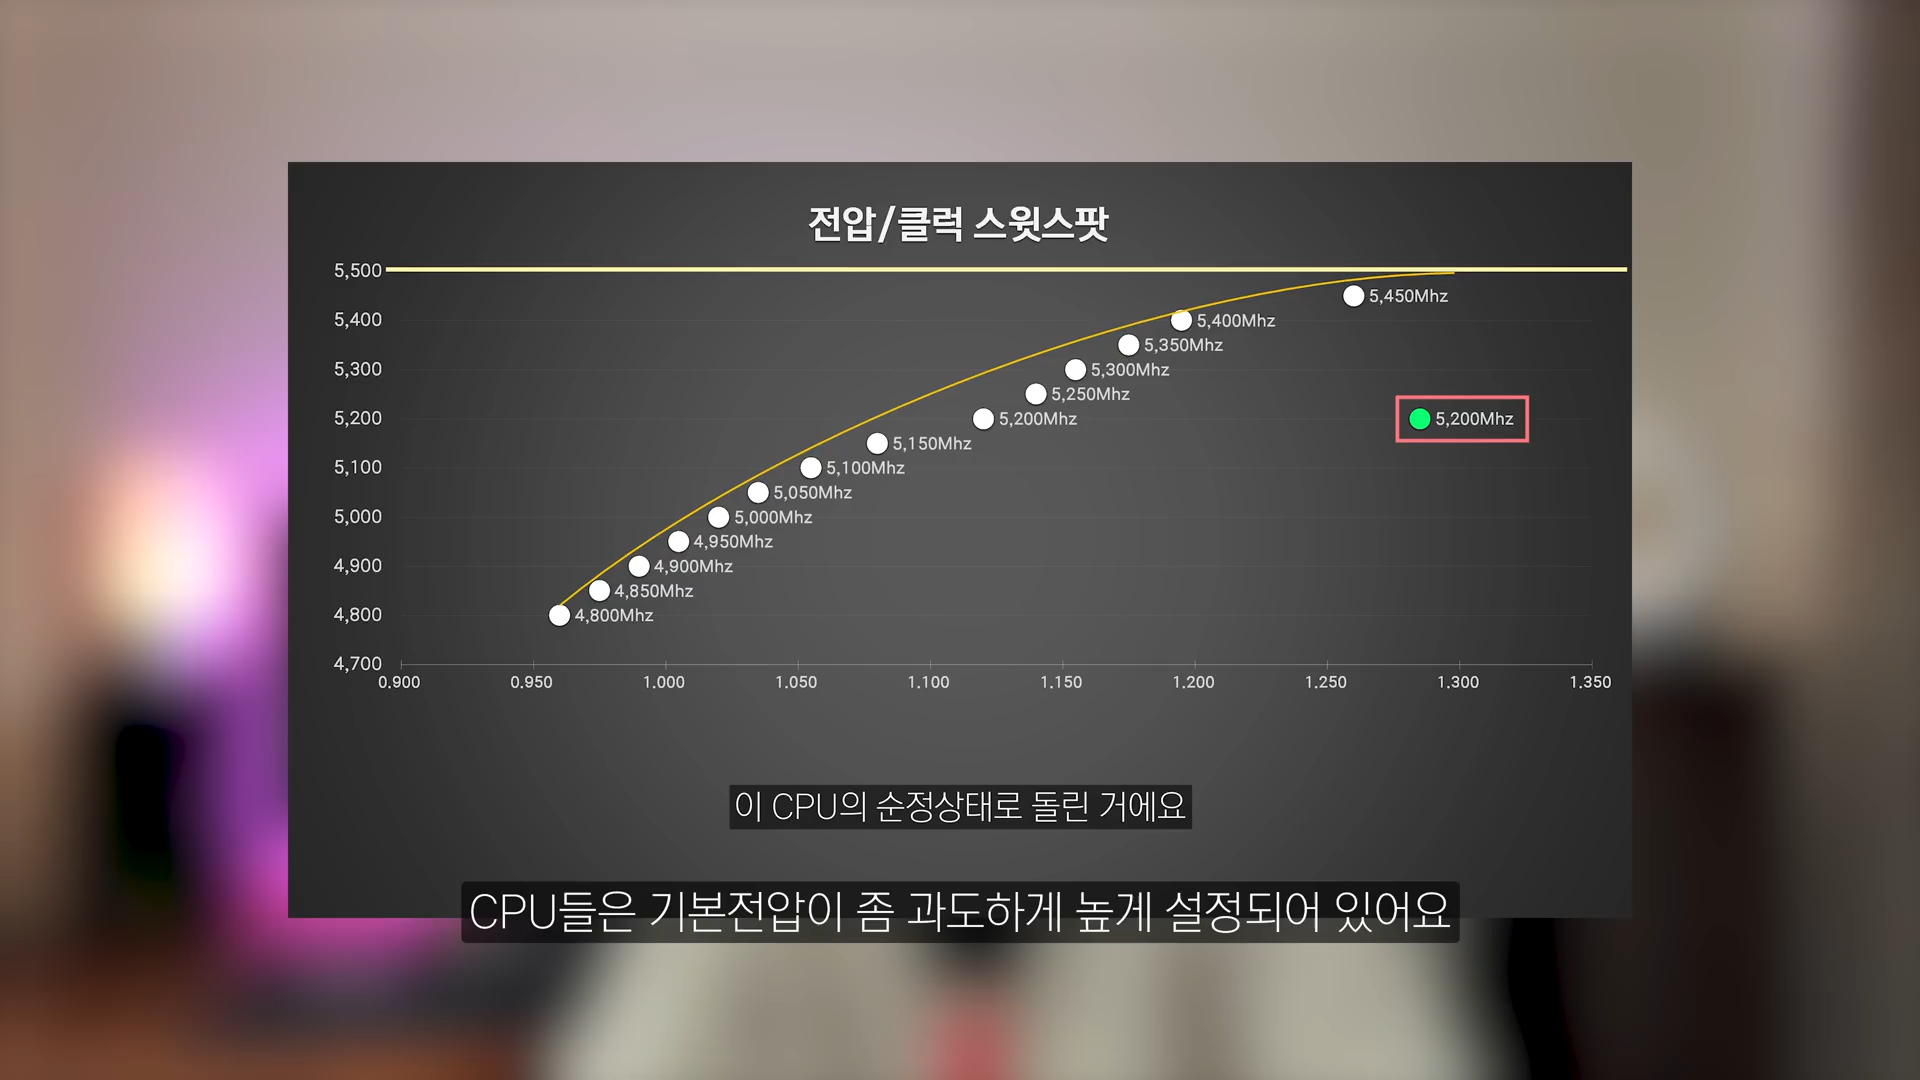 전압/클럭 스윗스팟
5,500
5,450Mhz
5,400
5,400Mhz
5,350Mhz
5,300
5,300Mhz
5,250Mhz
5,200
5,200Mhz
5,200Mhz
5,150Mhz
5,100
5,100Mhz
5,050Mhz
5,000
5,000Mhz
4,950Mhz
4,900
4,900Mhz
4,850Mhz
4,800
4,800Mhz
4,700
0.900 0.950 1.000 1.050 1.100 1.150 1.200 1.250 1.300 1.350
이 CPU의 순정상태로 돌린 거에요
CPU들은 기본전압이 좀 과도하게 높게 설정되어 있어요